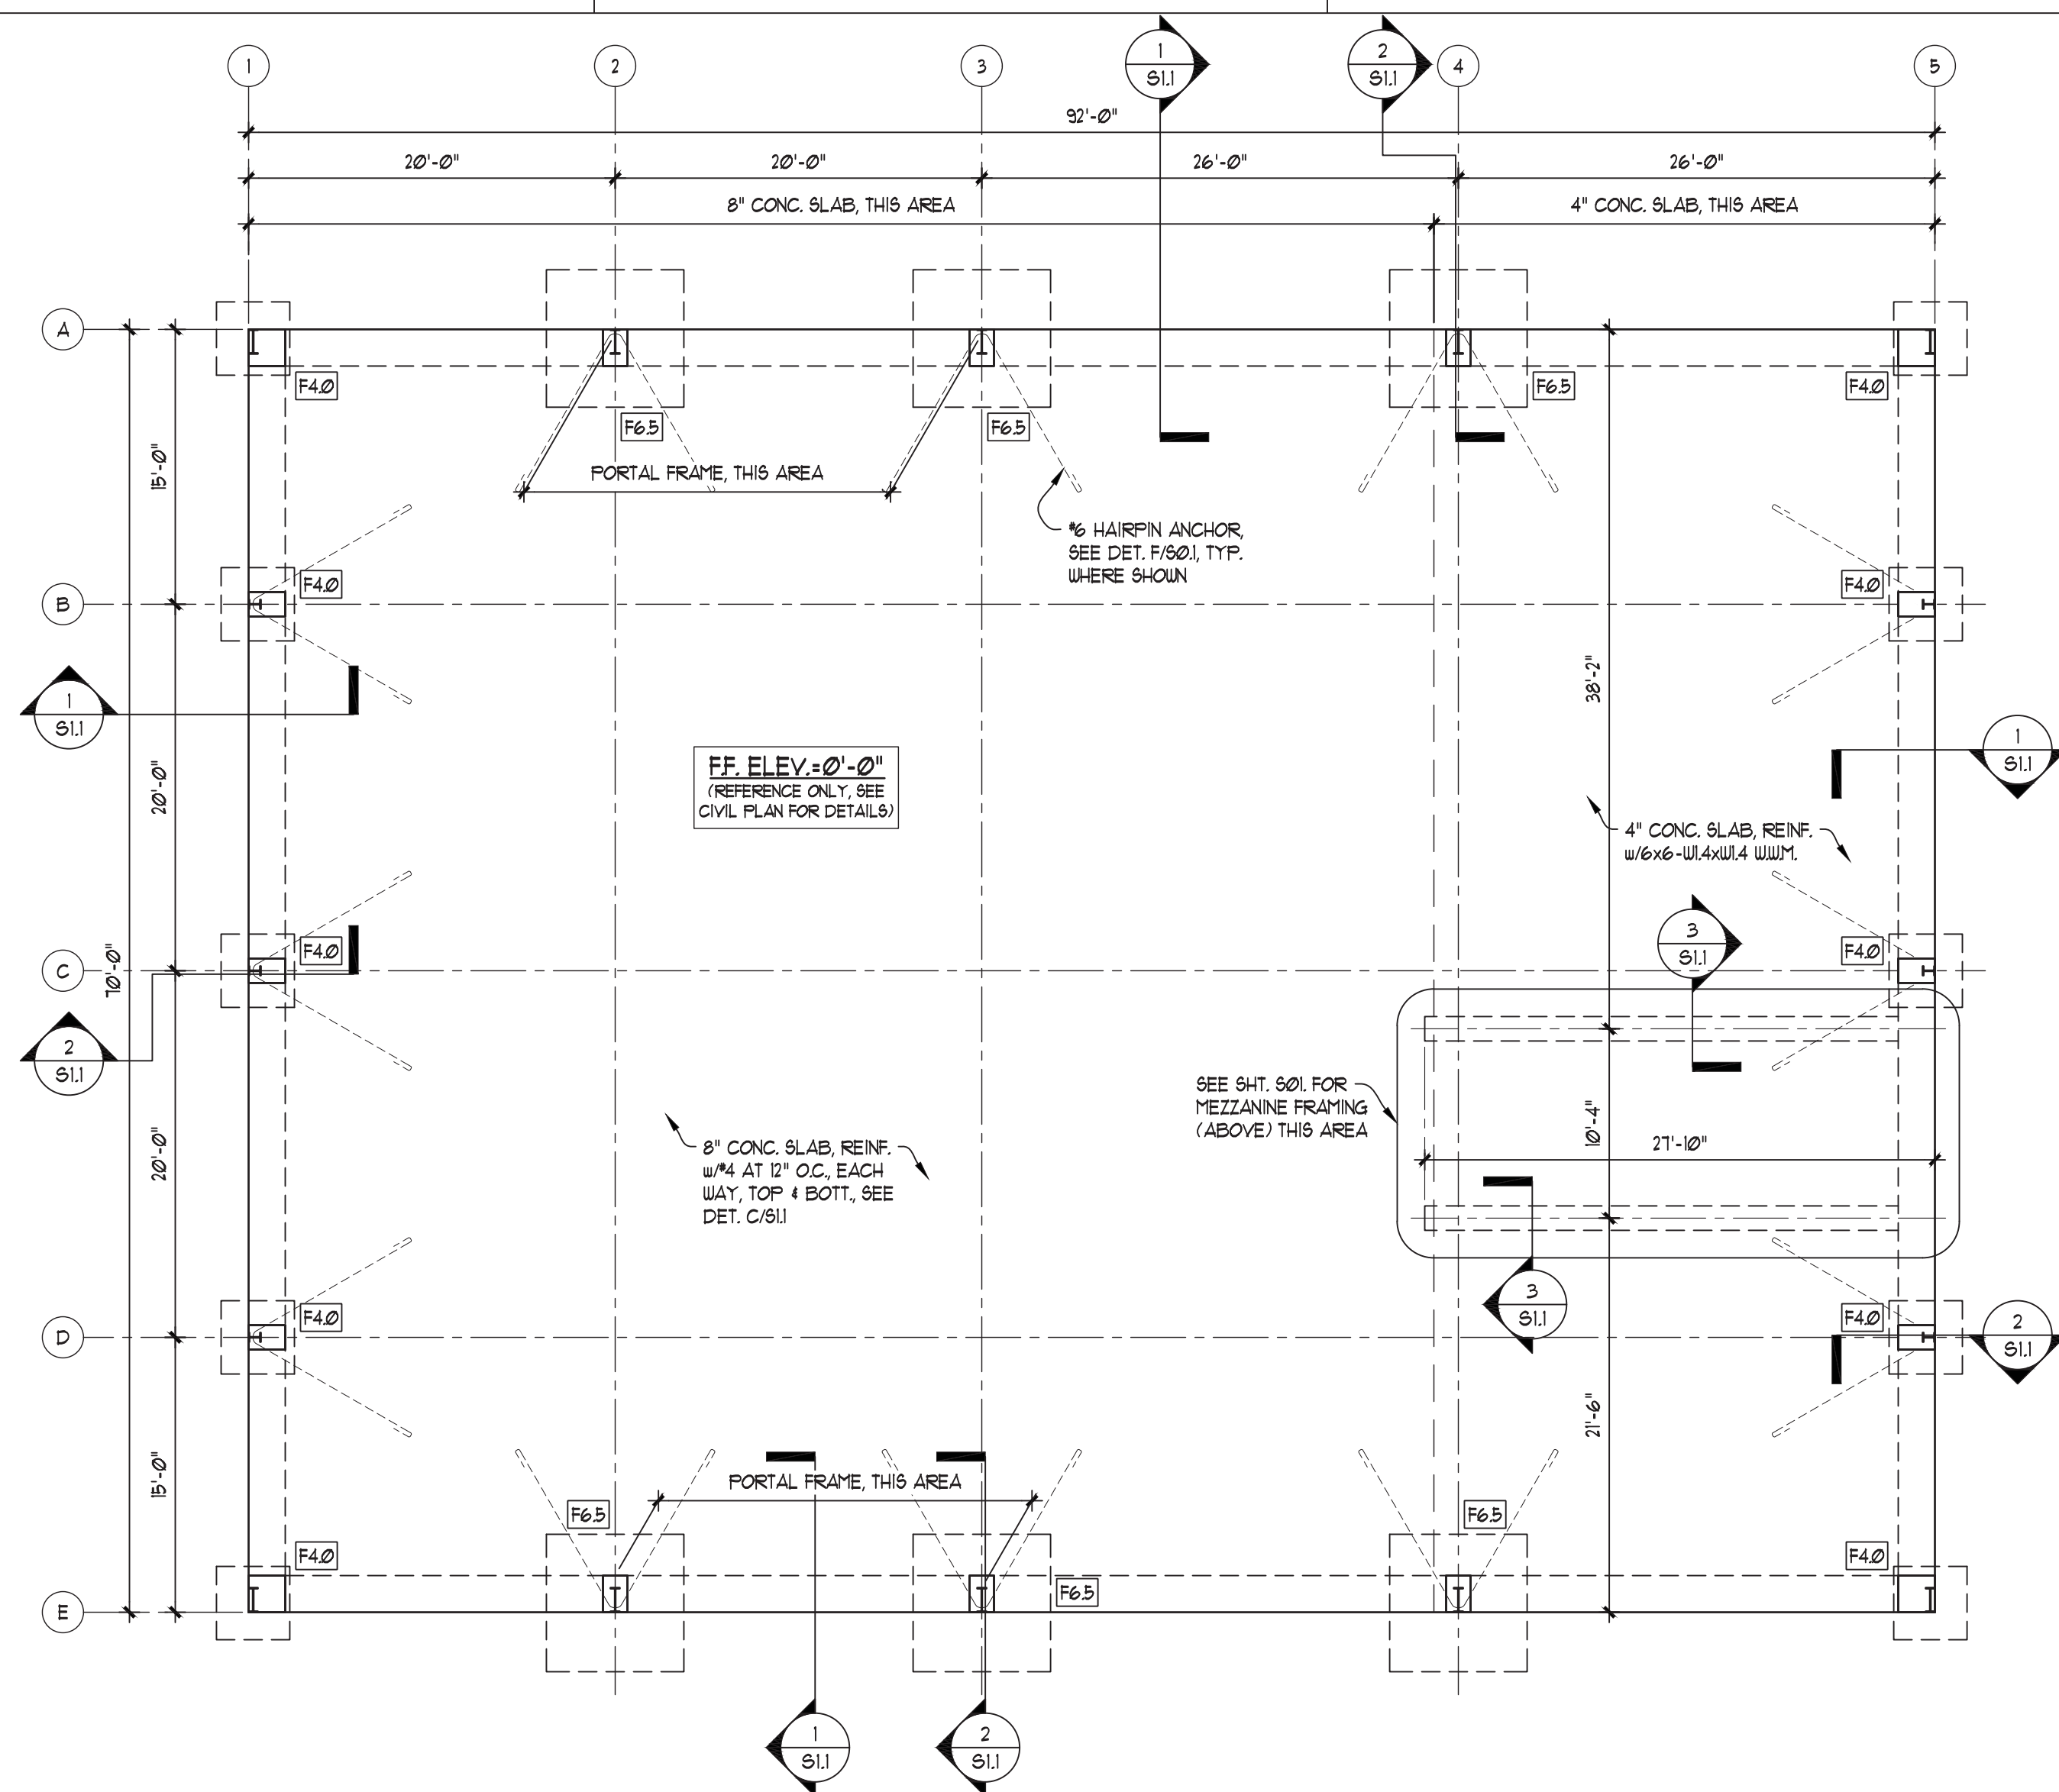 1
2
3
1
S1.1
2
S1.1
4
5
92'-0"
20'-0"
20'-0"
26'-0"
26'-0"
8" CONC. SLAB, THIS AREA
4" CONC. SLAB, THIS AREA
A
F4.0
F6.5
F6.5
F6.5
F4.0
15'-0"
PORTAL FRAME, THIS AREA
#6 HAIRPIN ANCHOR,
SEE DET. F/S0.1, TYP.
WHERE SHOWN
B
F4.0
F4.0
38'-2"
1
S1.1
1
S1.1
20'-0"
F.F. ELEV.=0'-0"
(REFERENCE ONLY, SEE
CIVIL PLAN FOR DETAILS)
4" CONC. SLAB, REINF.
w/6x6-W1.4xW1.4 W.W.M.
C
70'-0"
F4.0
3
S1.1
F4.0
2
S1.1
SEE SHT. S01. FOR
MEZZANINE FRAMING
(ABOVE) THIS AREA
10'-4"
27'-10"
20'-0"
8" CONC. SLAB, REINF.
w/#4 AT 12" O.C., EACH
WAY, TOP & BOTT., SEE
DET. C/S1.1
3
S1.1
D
F4.0
F4.0
2
S1.1
21'-6"
15'-0"
PORTAL FRAME, THIS AREA
F6.5
F6.5
F4.0
F4.0
F6.5
E
1
S1.1
2
S1.1